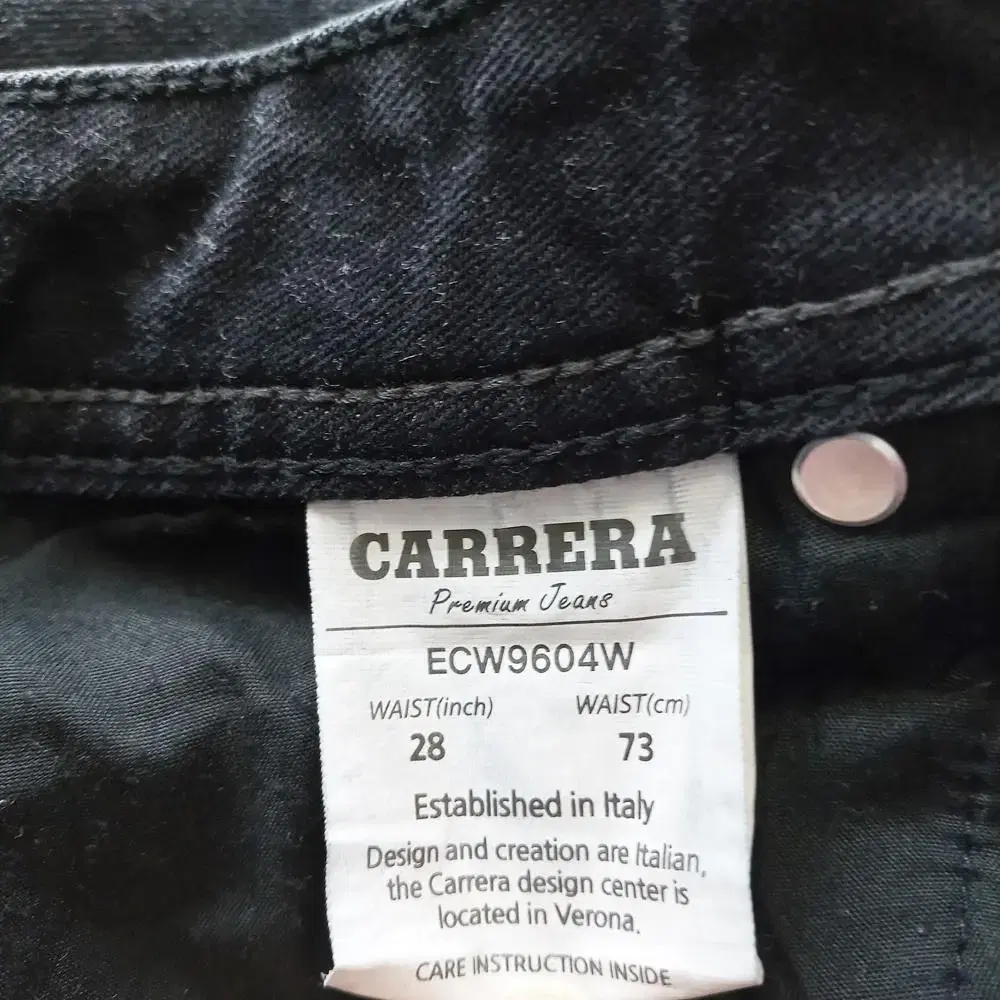 CARRERA
Premium Jeans
ECW9604W
WAIST(inch) WAIST(cm)
28 73
Established in Italy
Design and creation are Italian,
the Carrera design center is
located in Verona.
CARE INSTRUCTION INSIDE